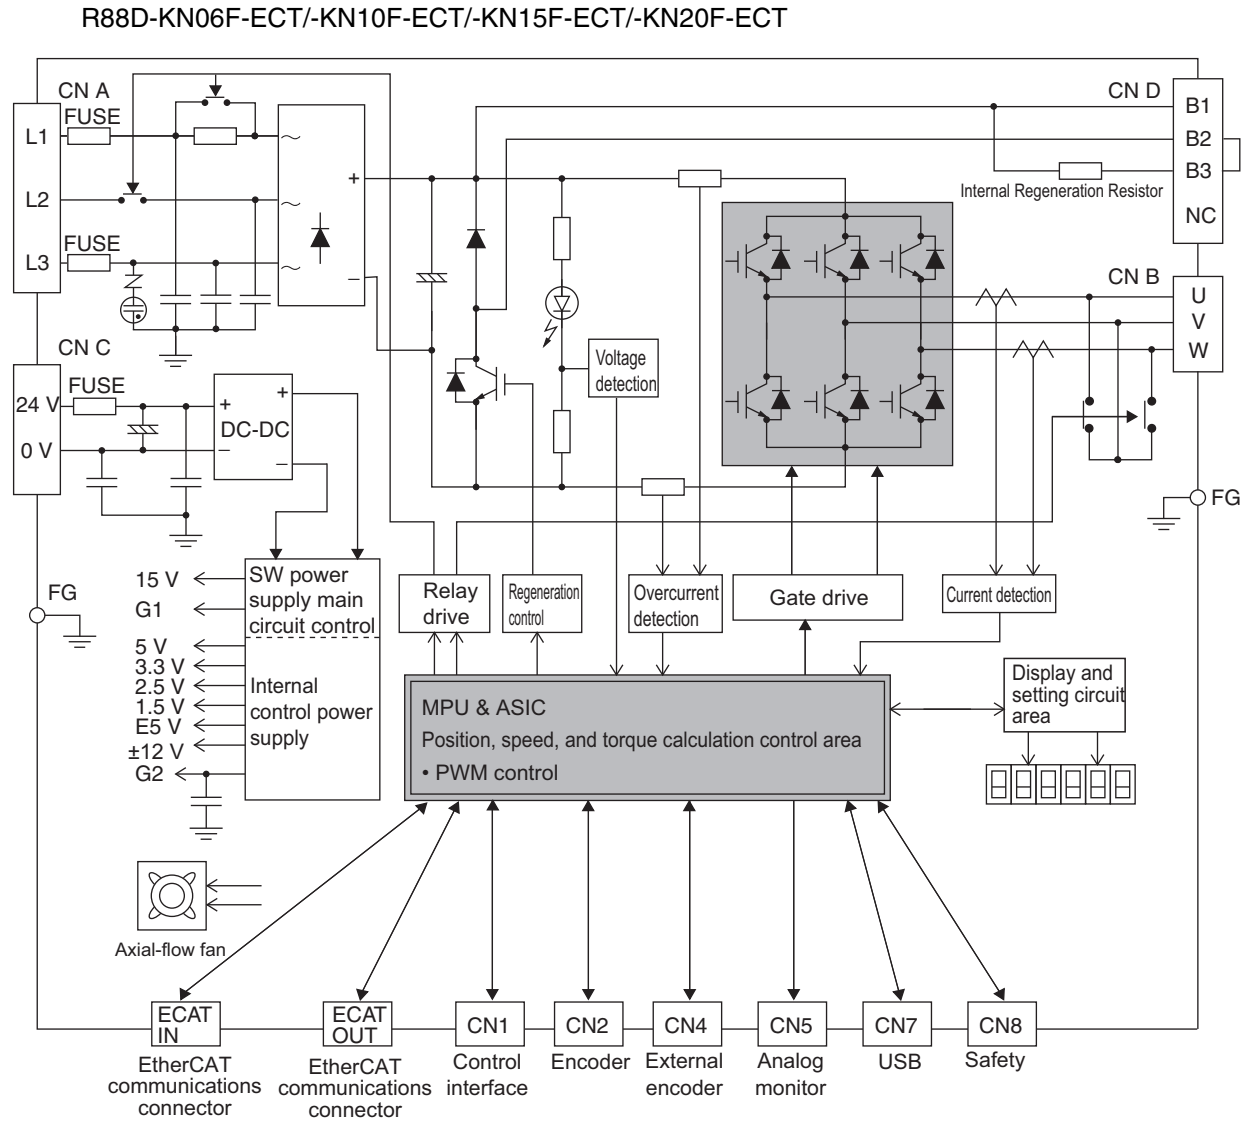 R88D-KN06F-ECT/-KN10F-ECT/-KN15F-ECT/-KN20F-ECT
CN A
FUSE
L1
L2
FUSE
L3
~
~
~
+
–
CN D
B1
B2
B3
Internal Regeneration Resistor
NC
CN B
U
V
W
FG
CN C
FUSE
24 V
0 V
+
–
DC-DC
+
–
Voltage
detection
FG
15 V
G1
5 V
3.3 V
2.5 V
1.5 V
E5 V
±12 V
G2
SW power
supply main
circuit control
Internal
control power
supply
Relay
drive
Regeneration
control
Overcurrent
detection
Gate drive
Current detection
MPU & ASIC
Position, speed, and torque calculation control area
• PWM control
Display and
setting circuit
area
Axial-flow fan
ECAT
IN
EtherCAT
communications
connector
ECAT
OUT
EtherCAT
communications
connector
CN1
Control
interface
CN2
Encoder
CN4
External
encoder
CN5
Analog
monitor
CN7
USB
CN8
Safety